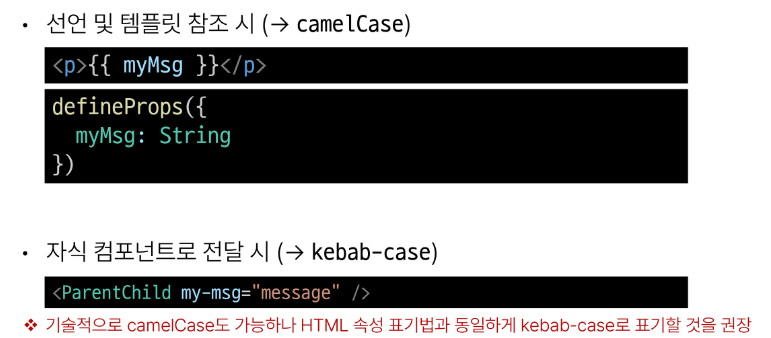 • 선언 및 템플릿 참조 시 (→ camelCase)
<p>{{ myMsg }}</p>
defineProps({
  myMsg: String
})
• 자식 컴포넌트로 전달 시 (→ kebab-case)
<ParentChild my-msg="message" />
❖ 기술적으로 camelCase도 가능하나 HTML 속성 표기법과 동일하게 kebab-case로 표기할 것을 권장